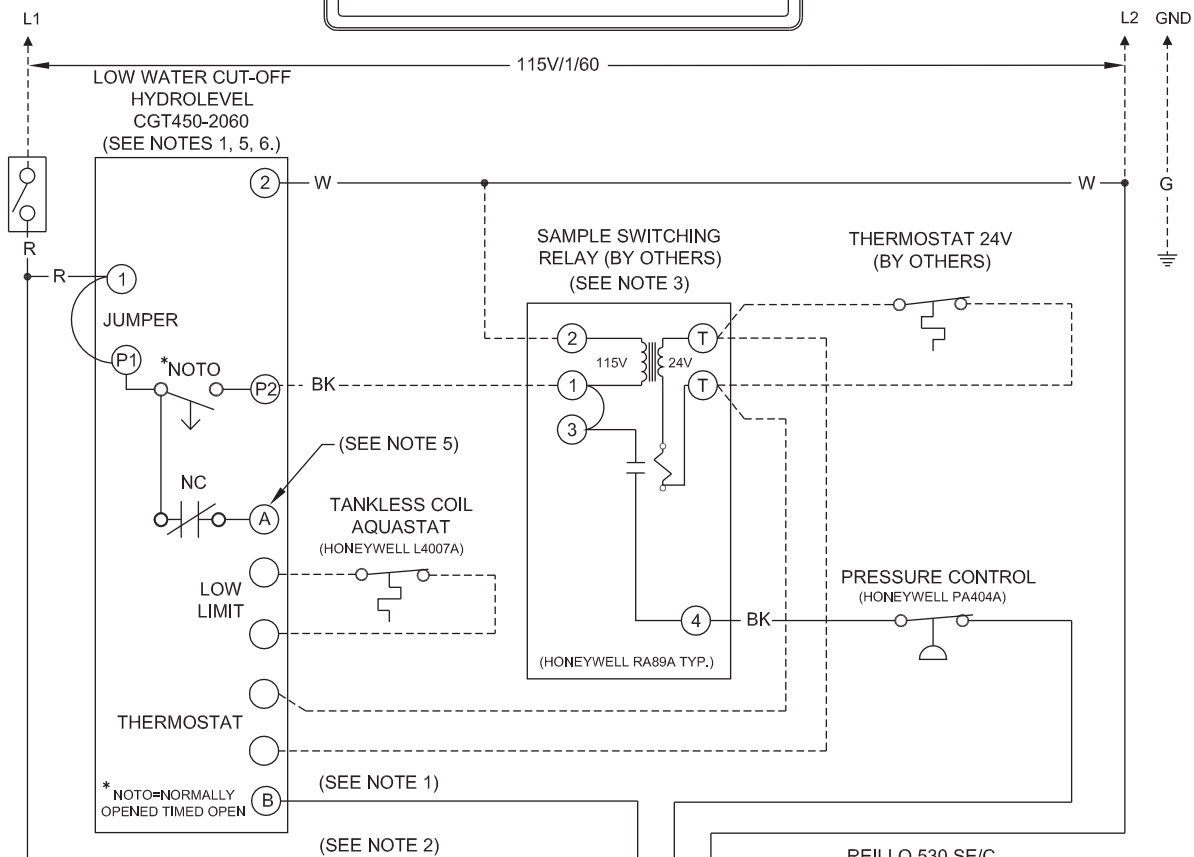 L1
L2 GND
115V/1/60
LOW WATER CUT-OFF
HYDROLEVEL
CGT450-2060
(SEE NOTES 1, 5, 6.)
2
W
W
G
R
R
1
JUMPER
P1
*NOTO
P2
BK
SAMPLE SWITCHING
RELAY (BY OTHERS)
(SEE NOTE 3)
THERMOSTAT 24V
(BY OTHERS)
2
T
115V
24V
1
T
3
(SEE NOTE 5)
NC
A
TANKLESS COIL
AQUASTAT
(HONEYWELL L4007A)
LOW
LIMIT
PRESSURE CONTROL
(HONEYWELL PA404A)
4
BK
(HONEYWELL RA89A TYP.)
THERMOSTAT
* NOTO=NORMALLY
OPENED TIMED OPEN
B
(SEE NOTE 1)
(SEE NOTE 2)